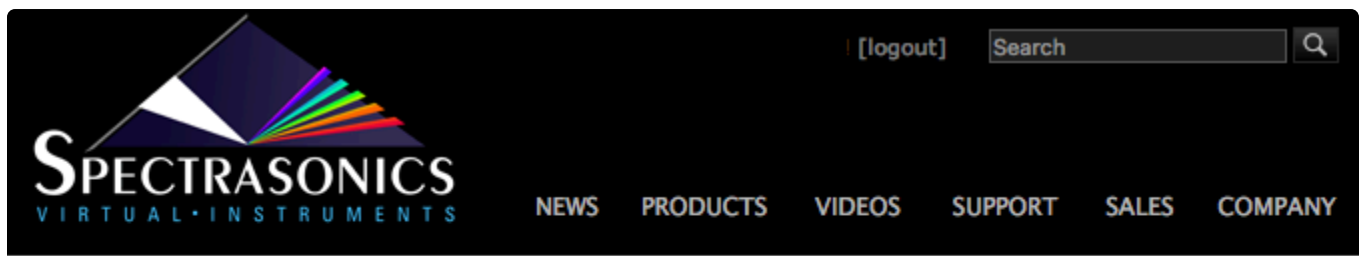 [logout] Search
SPECTRASONICS
VIRTUAL•INSTRUMENTS
NEWS PRODUCTS VIDEOS SUPPORT SALES COMPANY